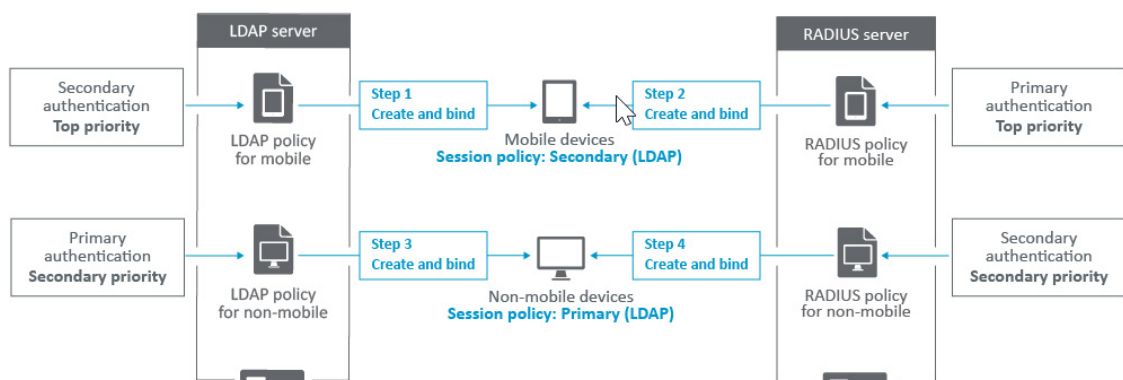 LDAP server
RADIUS server
Secondary
authentication
Top priority
LDAP policy
for mobile
Step 1
Create and bind
Mobile devices
Session policy: Secondary (LDAP)
Step 2
Create and bind
RADIUS policy
for mobile
Primary
authentication
Top priority
Primary
authentication
Secondary priority
LDAP policy
for non-mobile
Step 3
Create and bind
Non-mobile devices
Session policy: Primary (LDAP)
Step 4
Create and bind
RADIUS policy
for non-mobile
Secondary
authentication
Secondary priority